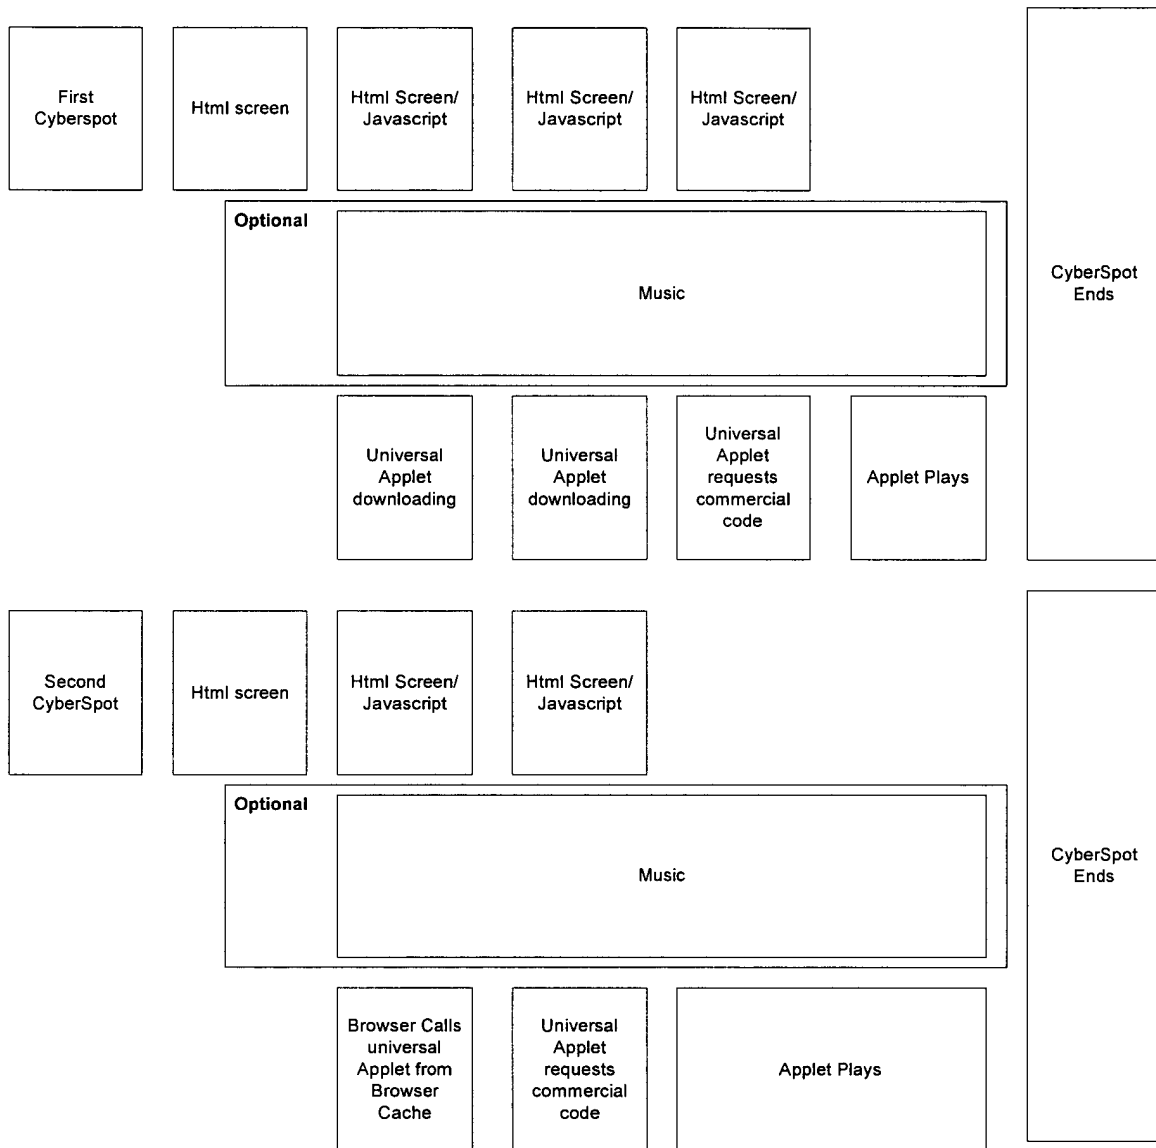 First
Cyberspot
Html screen
Html Screen/
Javascript
Html Screen/
Javascript
Html Screen/
Javascript
Optional
Music
CyberSpot
Ends
Universal
Applet
downloading
Universal
Applet
downloading
Universal
Applet
requests
commercial
code
Applet Plays
Second
CyberSpot
Html screen
Html Screen/
Javascript
Html Screen/
Javascript
Optional
Music
CyberSpot
Ends
Browser Calls
universal
Applet from
Browser
Cache
Universal
Applet
requests
commercial
code
Applet Plays